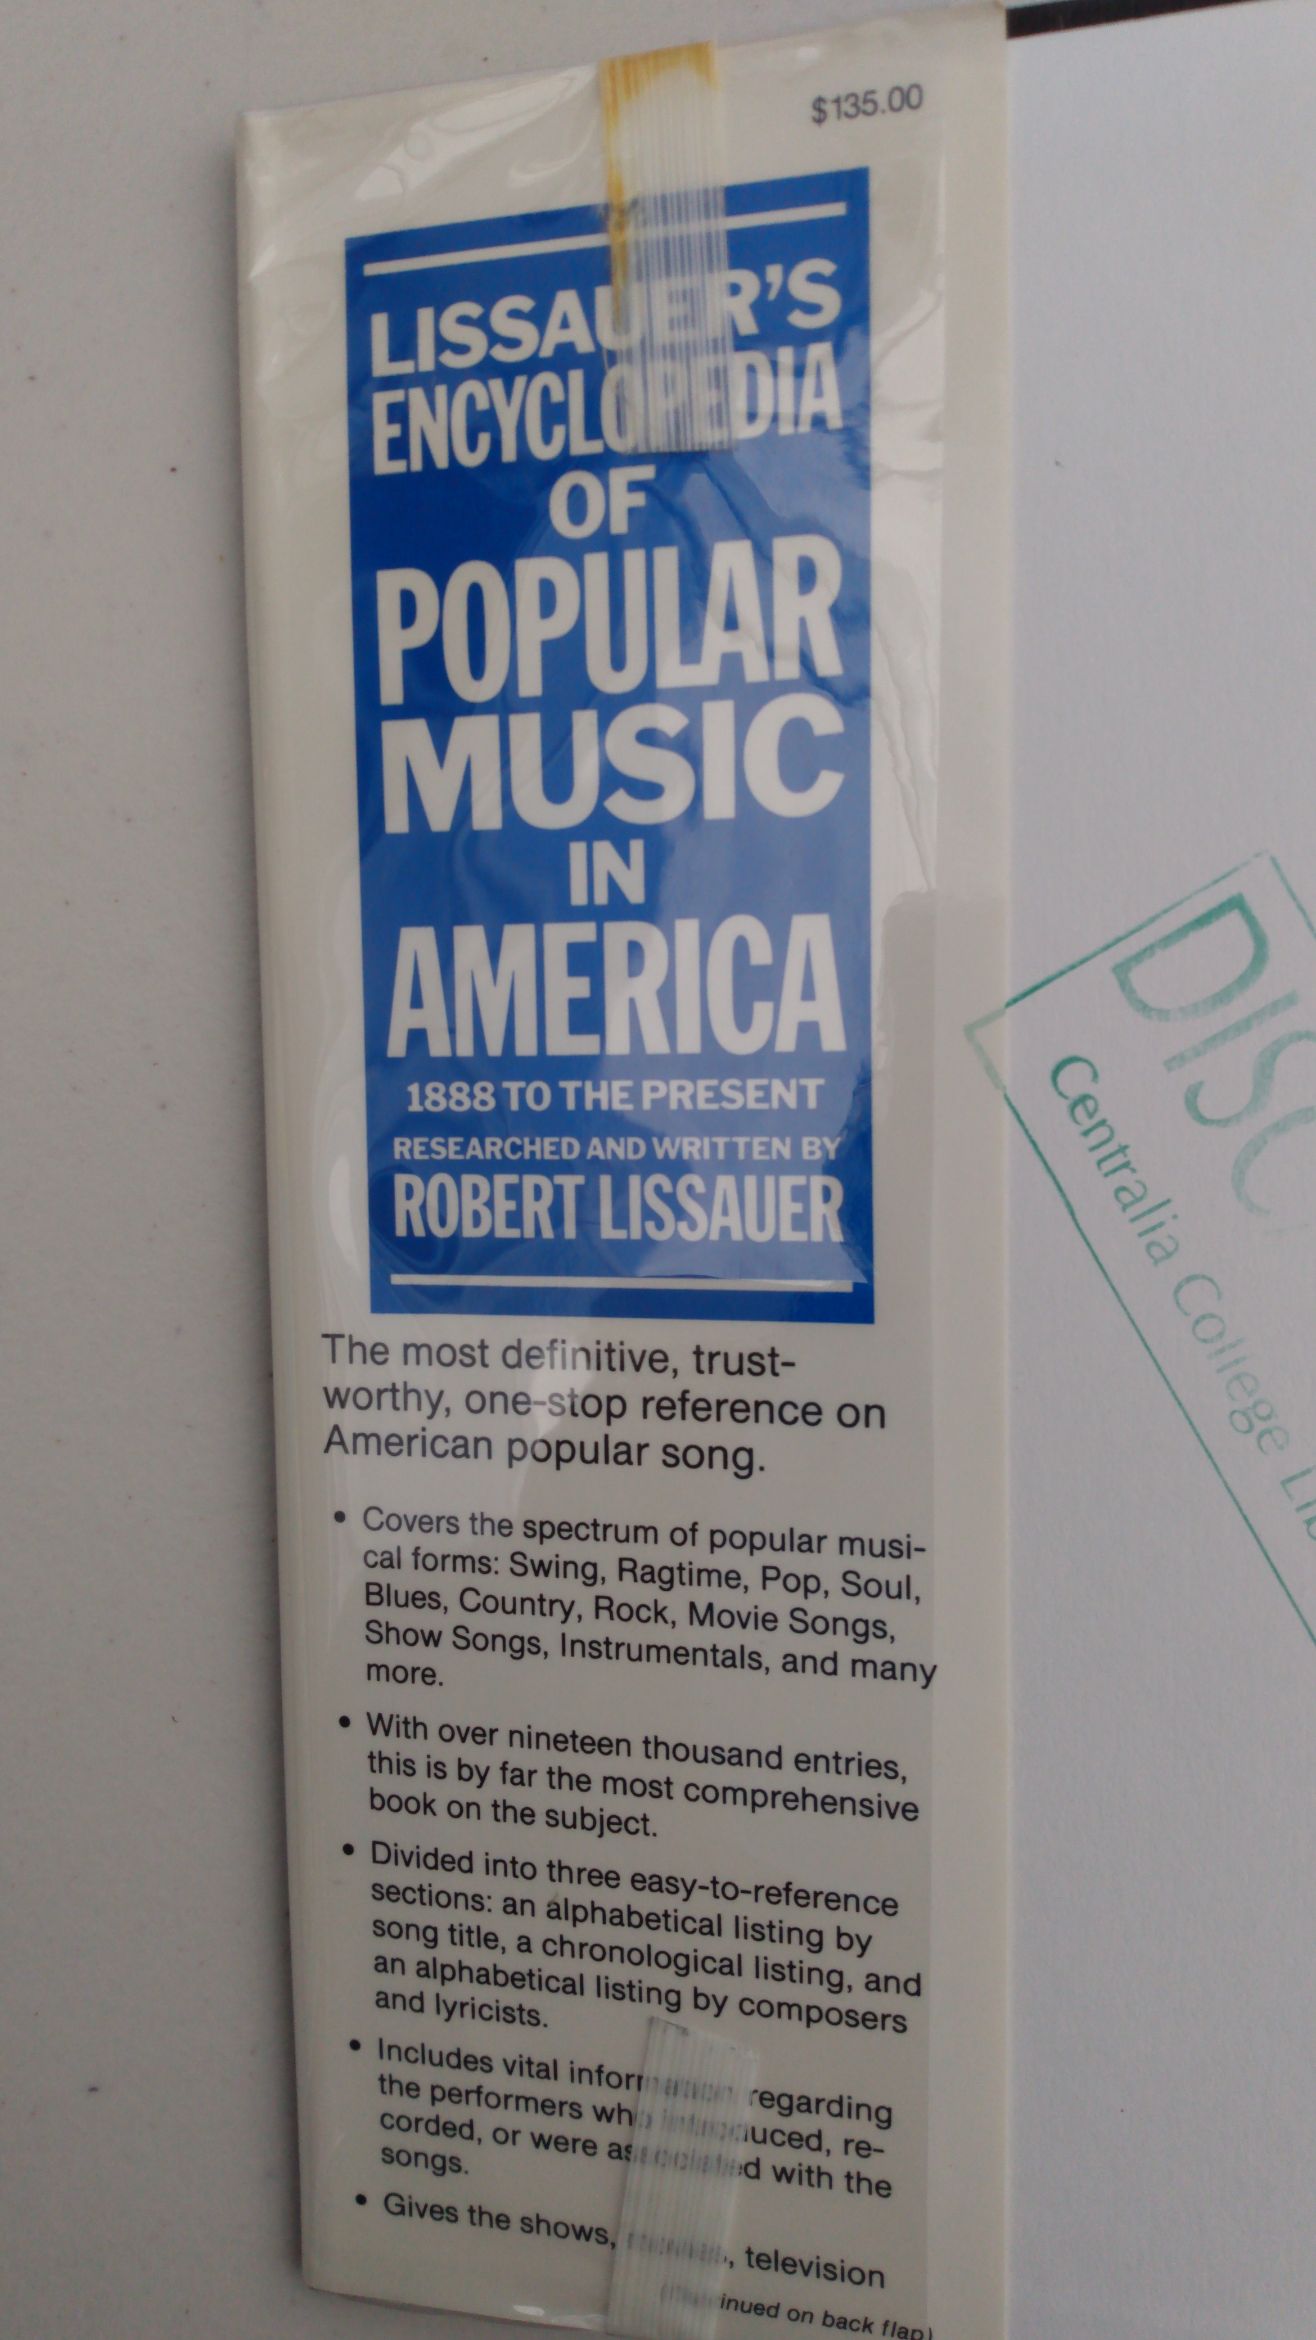 $135.00
LISSAUER'S
ENCYCLOPEDIA
OF
POPULAR
MUSIC
IN
AMERICA
1888 TO THE PRESENT
RESEARCHED AND WRITTEN BY
ROBERT LISSAUER
The most definitive, trust-
worthy, one-stop reference on
American popular song.
• Covers the spectrum of popular musi-
cal forms: Swing, Ragtime, Pop, Soul,
Blues, Country, Rock, Movie Songs,
Show Songs, Instrumentals, and many
more.
• With over nineteen thousand entries,
this is by far the most comprehensive
book on the subject.
• Divided into three easy-to-reference
sections: an alphabetical listing by
song title, a chronological listing, and
an alphabetical listing by composers
and lyricists.
• Includes vital information regarding
the performers who introduced, re-
corded, or were associated with the
songs.
• Gives the shows, , television
inued on back flap)
DISC
Centralia College Lib